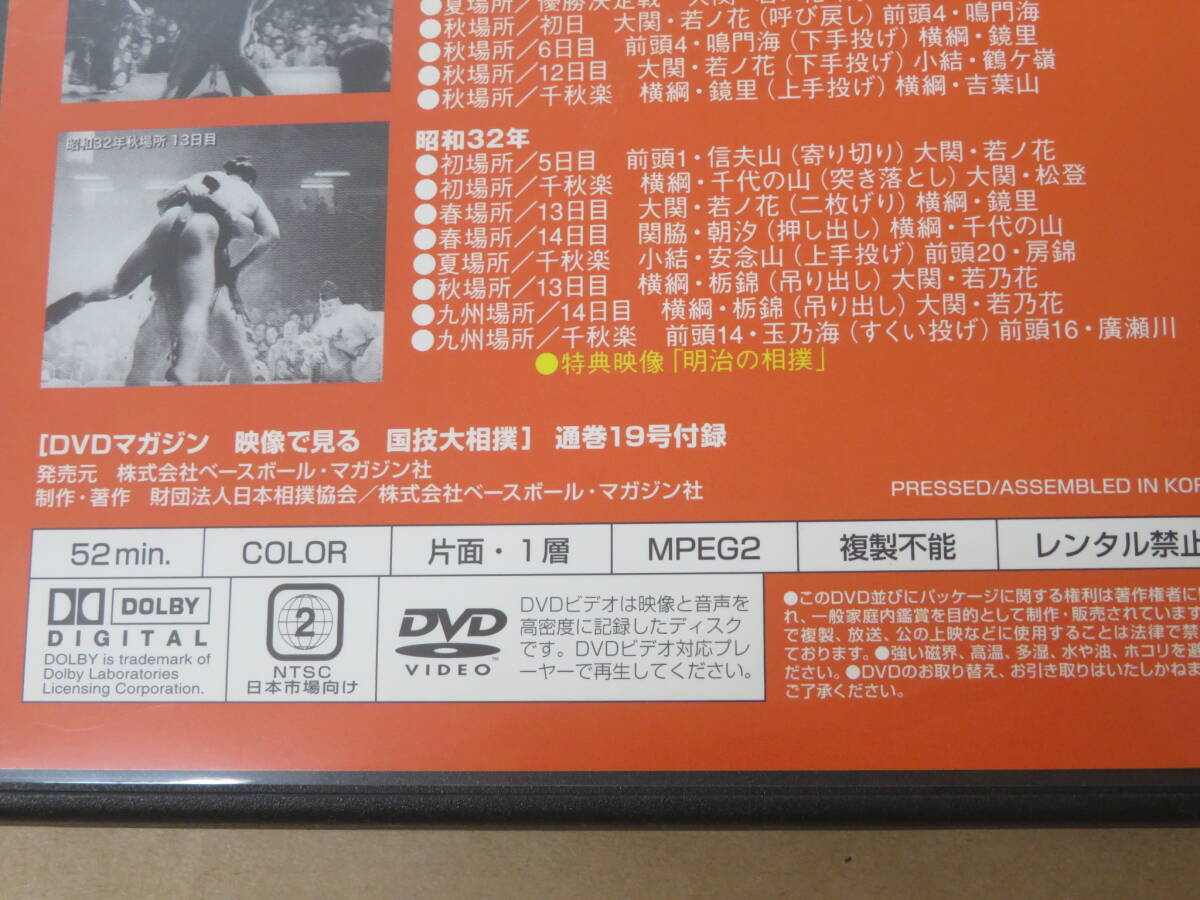 ●夏場所／優勝決定戦　大関・若ノ花
●秋場所／初日　大関・若ノ花（呼び戻し）前頭4・鳴門海
●秋場所／6日目　前頭4・鳴門海（下手投げ）横綱・鏡里
●秋場所／12日目　大関・若ノ花（下手投げ）小結・鶴ケ嶺
●秋場所／千秋楽　横綱・鏡里（上手投げ）横綱・吉葉山
昭和32年秋場所 13日目
昭和32年
●初場所／5日目　前頭1・信夫山（寄り切り）大関・若ノ花
●初場所／千秋楽　横綱・千代の山（突き落とし）大関・松登
●春場所／13日目　大関・若ノ花（二枚げり）横綱・鏡里
●春場所／14日目　関脇・朝汐（押し出し）横綱・千代の山
●夏場所／千秋楽　小結・安念山（上手投げ）前頭20・房錦
●秋場所／13日目　横綱・栃錦（吊り出し）大関・若乃花
●九州場所／14日目　横綱・栃錦（吊り出し）大関・若乃花
●九州場所／千秋楽　前頭14・玉乃海（すくい投げ）前頭16・廣瀬川
●特典映像「明治の相撲」
［DVDマガジン　映像で見る　国技大相撲］　通巻19号付録
発売元　株式会社ベースボール・マガジン社
制作・著作　財団法人日本相撲協会／株式会社ベースボール・マガジン社
PRESSED/ASSEMBLED IN KOR
52min.　COLOR　片面・1層　MPEG2　複製不能　レンタル禁止
DOLBY
DIGITAL
DOLBY is trademark of
Dolby Laboratories
Licensing Corporation.
2
NTSC
日本市場向け
DVD
VIDEO
DVDビデオは映像と音声を
高密度に記録したディスク
です。DVDビデオ対応プレ
ーヤーで再生してください。
●このDVD並びにパッケージに関する権利は著作権者に
れ、一般家庭内鑑賞を目的として制作・販売されています
で複製、放送、公の上映などに使用することは法律で禁
ております。●強い磁界、高温、多湿、水や油、ホコリを避
ださい。●DVDのお取り替え、お引き取りはいたしかねま
ご了承ください。